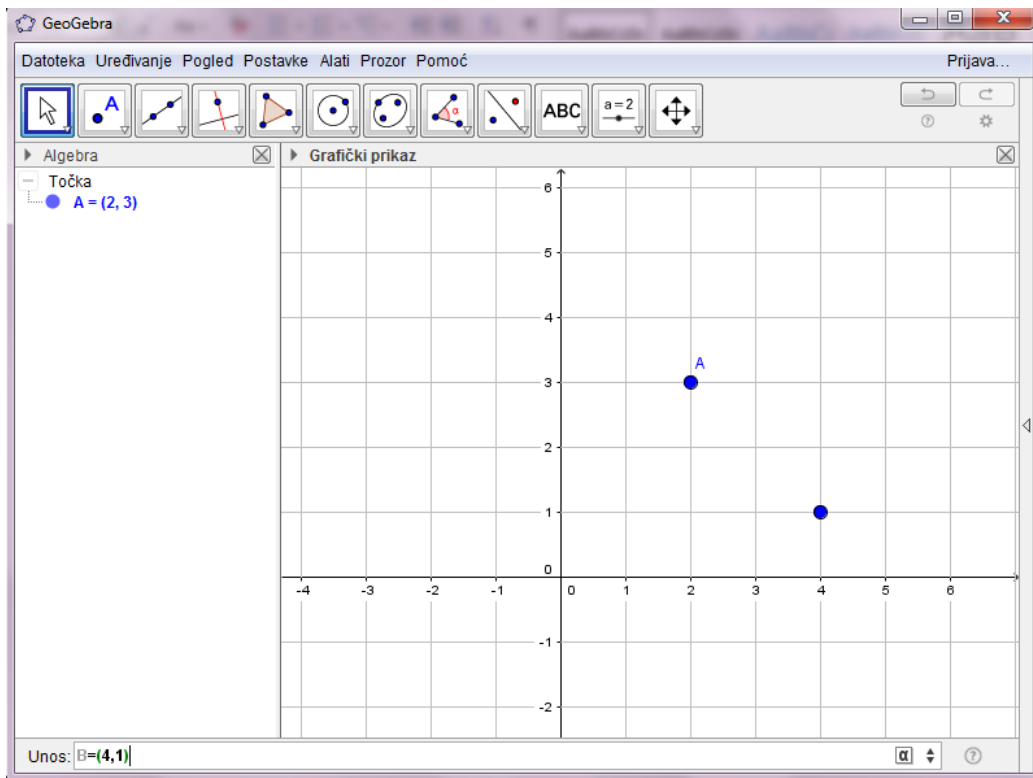 GeoGebra
Datoteka Uređivanje Pogled Postavke Alati Prozor Pomoć Prijava...
A α ABC a = 2
Algebra Grafički prikaz
Točka
A = (2, 3)
6
5
4
A
3
2
1
0
-4 -3 -2 -1 0 1 2 3 4 5 6
-1
-2
Unos: B=(4,1) α